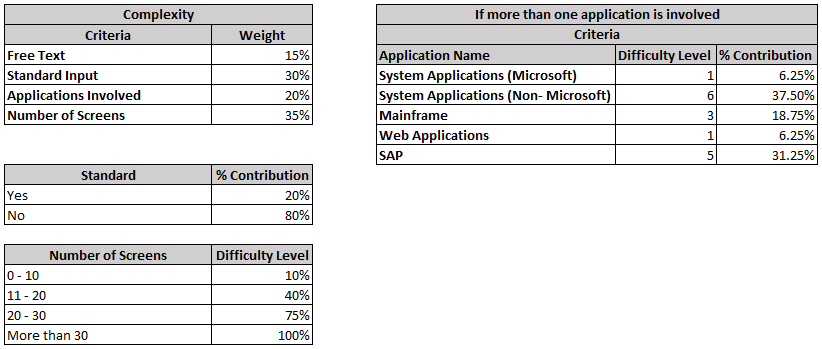 Complexity
Criteria Weight
Free Text 15%
Standard Input 30%
Applications Involved 20%
Number of Screens 35%
Standard % Contribution
Yes 20%
No 80%
Number of Screens Difficulty Level
0 - 10 10%
11 - 20 40%
20 - 30 75%
More than 30 100%
If more than one application is involved
Criteria
Application Name Difficulty Level % Contribution
System Applications (Microsoft) 1 6.25%
System Applications (Non- Microsoft) 6 37.50%
Mainframe 3 18.75%
Web Applications 1 6.25%
SAP 5 31.25%